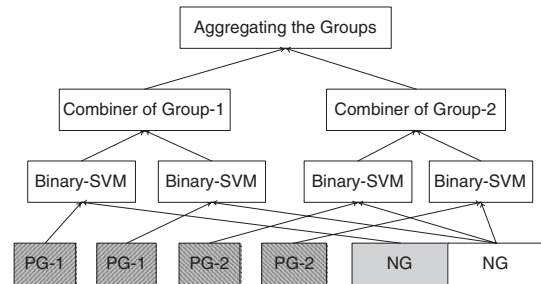 Aggregating the Groups
Combiner of Group-1 Combiner of Group-2
Binary-SVM Binary-SVM Binary-SVM Binary-SVM
PG-1 PG-1 PG-2 PG-2 NG NG